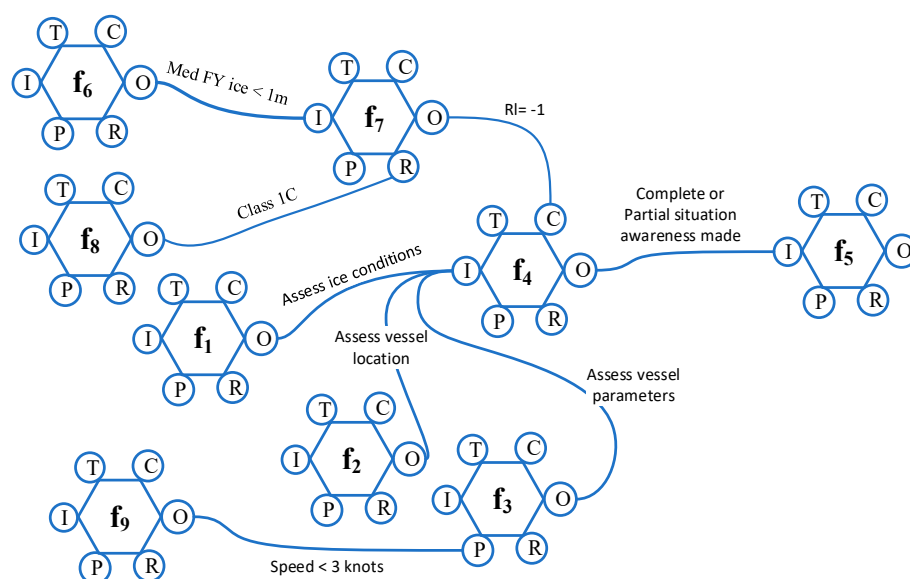 T C
I f6 O
P R
Med FY ice < 1m
T C
I f7 O
P R
RI= -1
T C
I f8 O
P R
Class 1C
T C
I f4 O
P R
Complete or
Partial situation
awareness made
T C
I f5 O
P R
T C
I f1 O
P R
Assess ice conditions
Assess vessel
location
Assess vessel
parameters
T C
I f2 O
P R
T C
I f3 O
P R
T C
I f9 O
P R
Speed < 3 knots